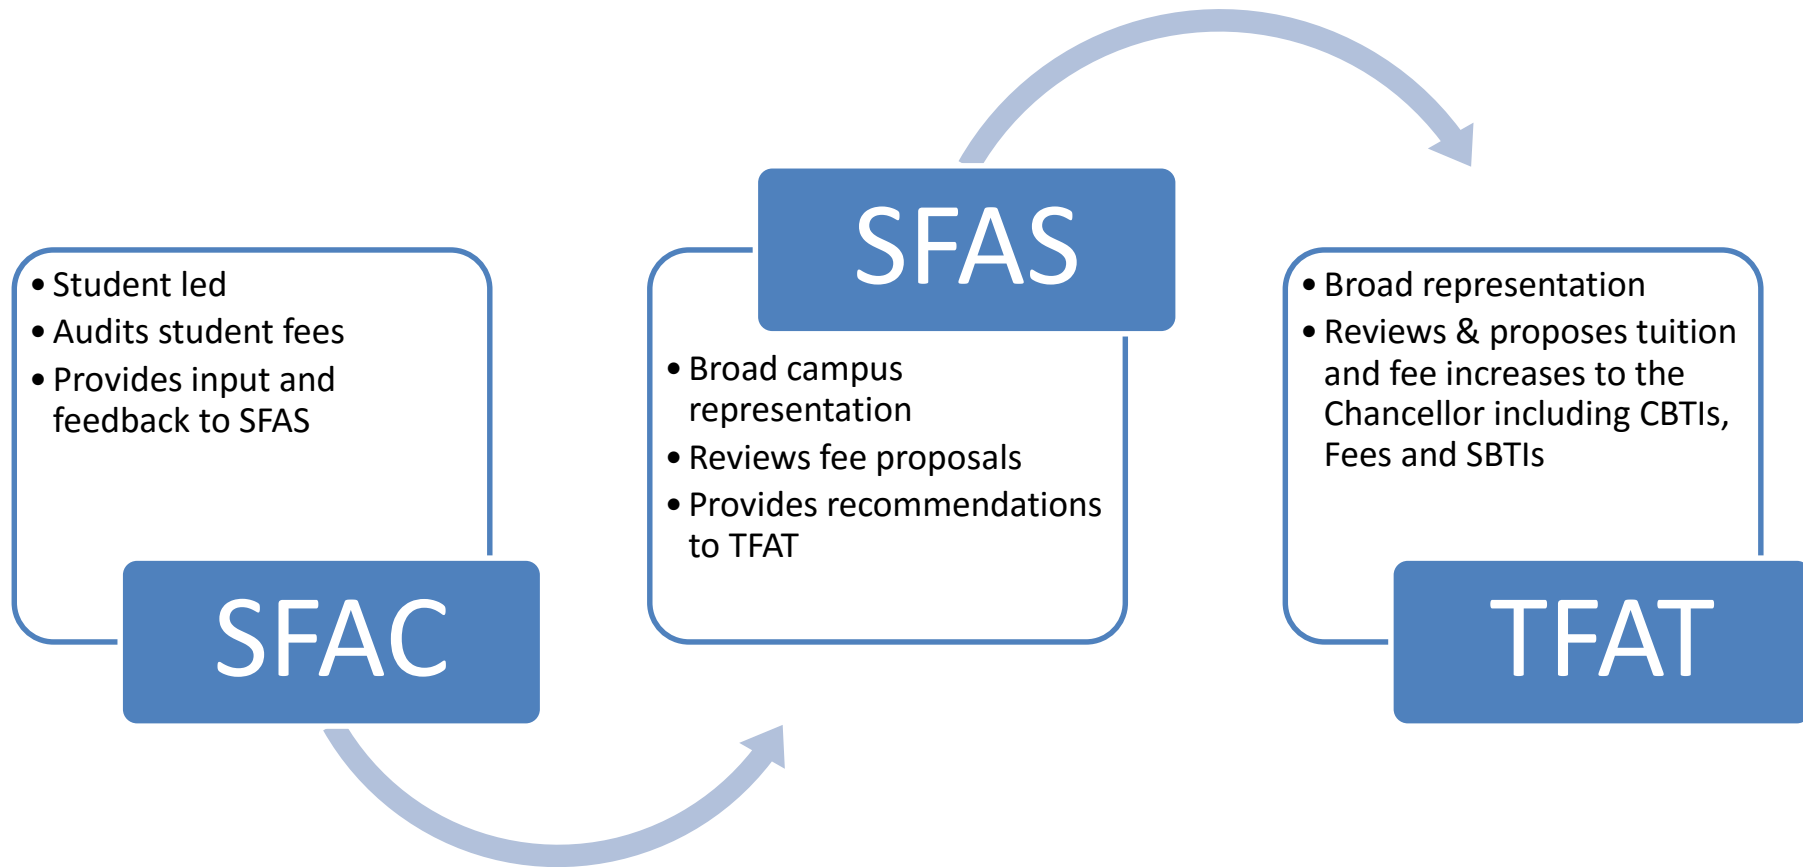 • Student led
• Audits student fees
• Provides input and
feedback to SFAS
SFAC
SFAS
• Broad campus
representation
• Reviews fee proposals
• Provides recommendations
to TFAT
• Broad representation
• Reviews & proposes tuition
and fee increases to the
Chancellor including CBTIs,
Fees and SBTIs
TFAT